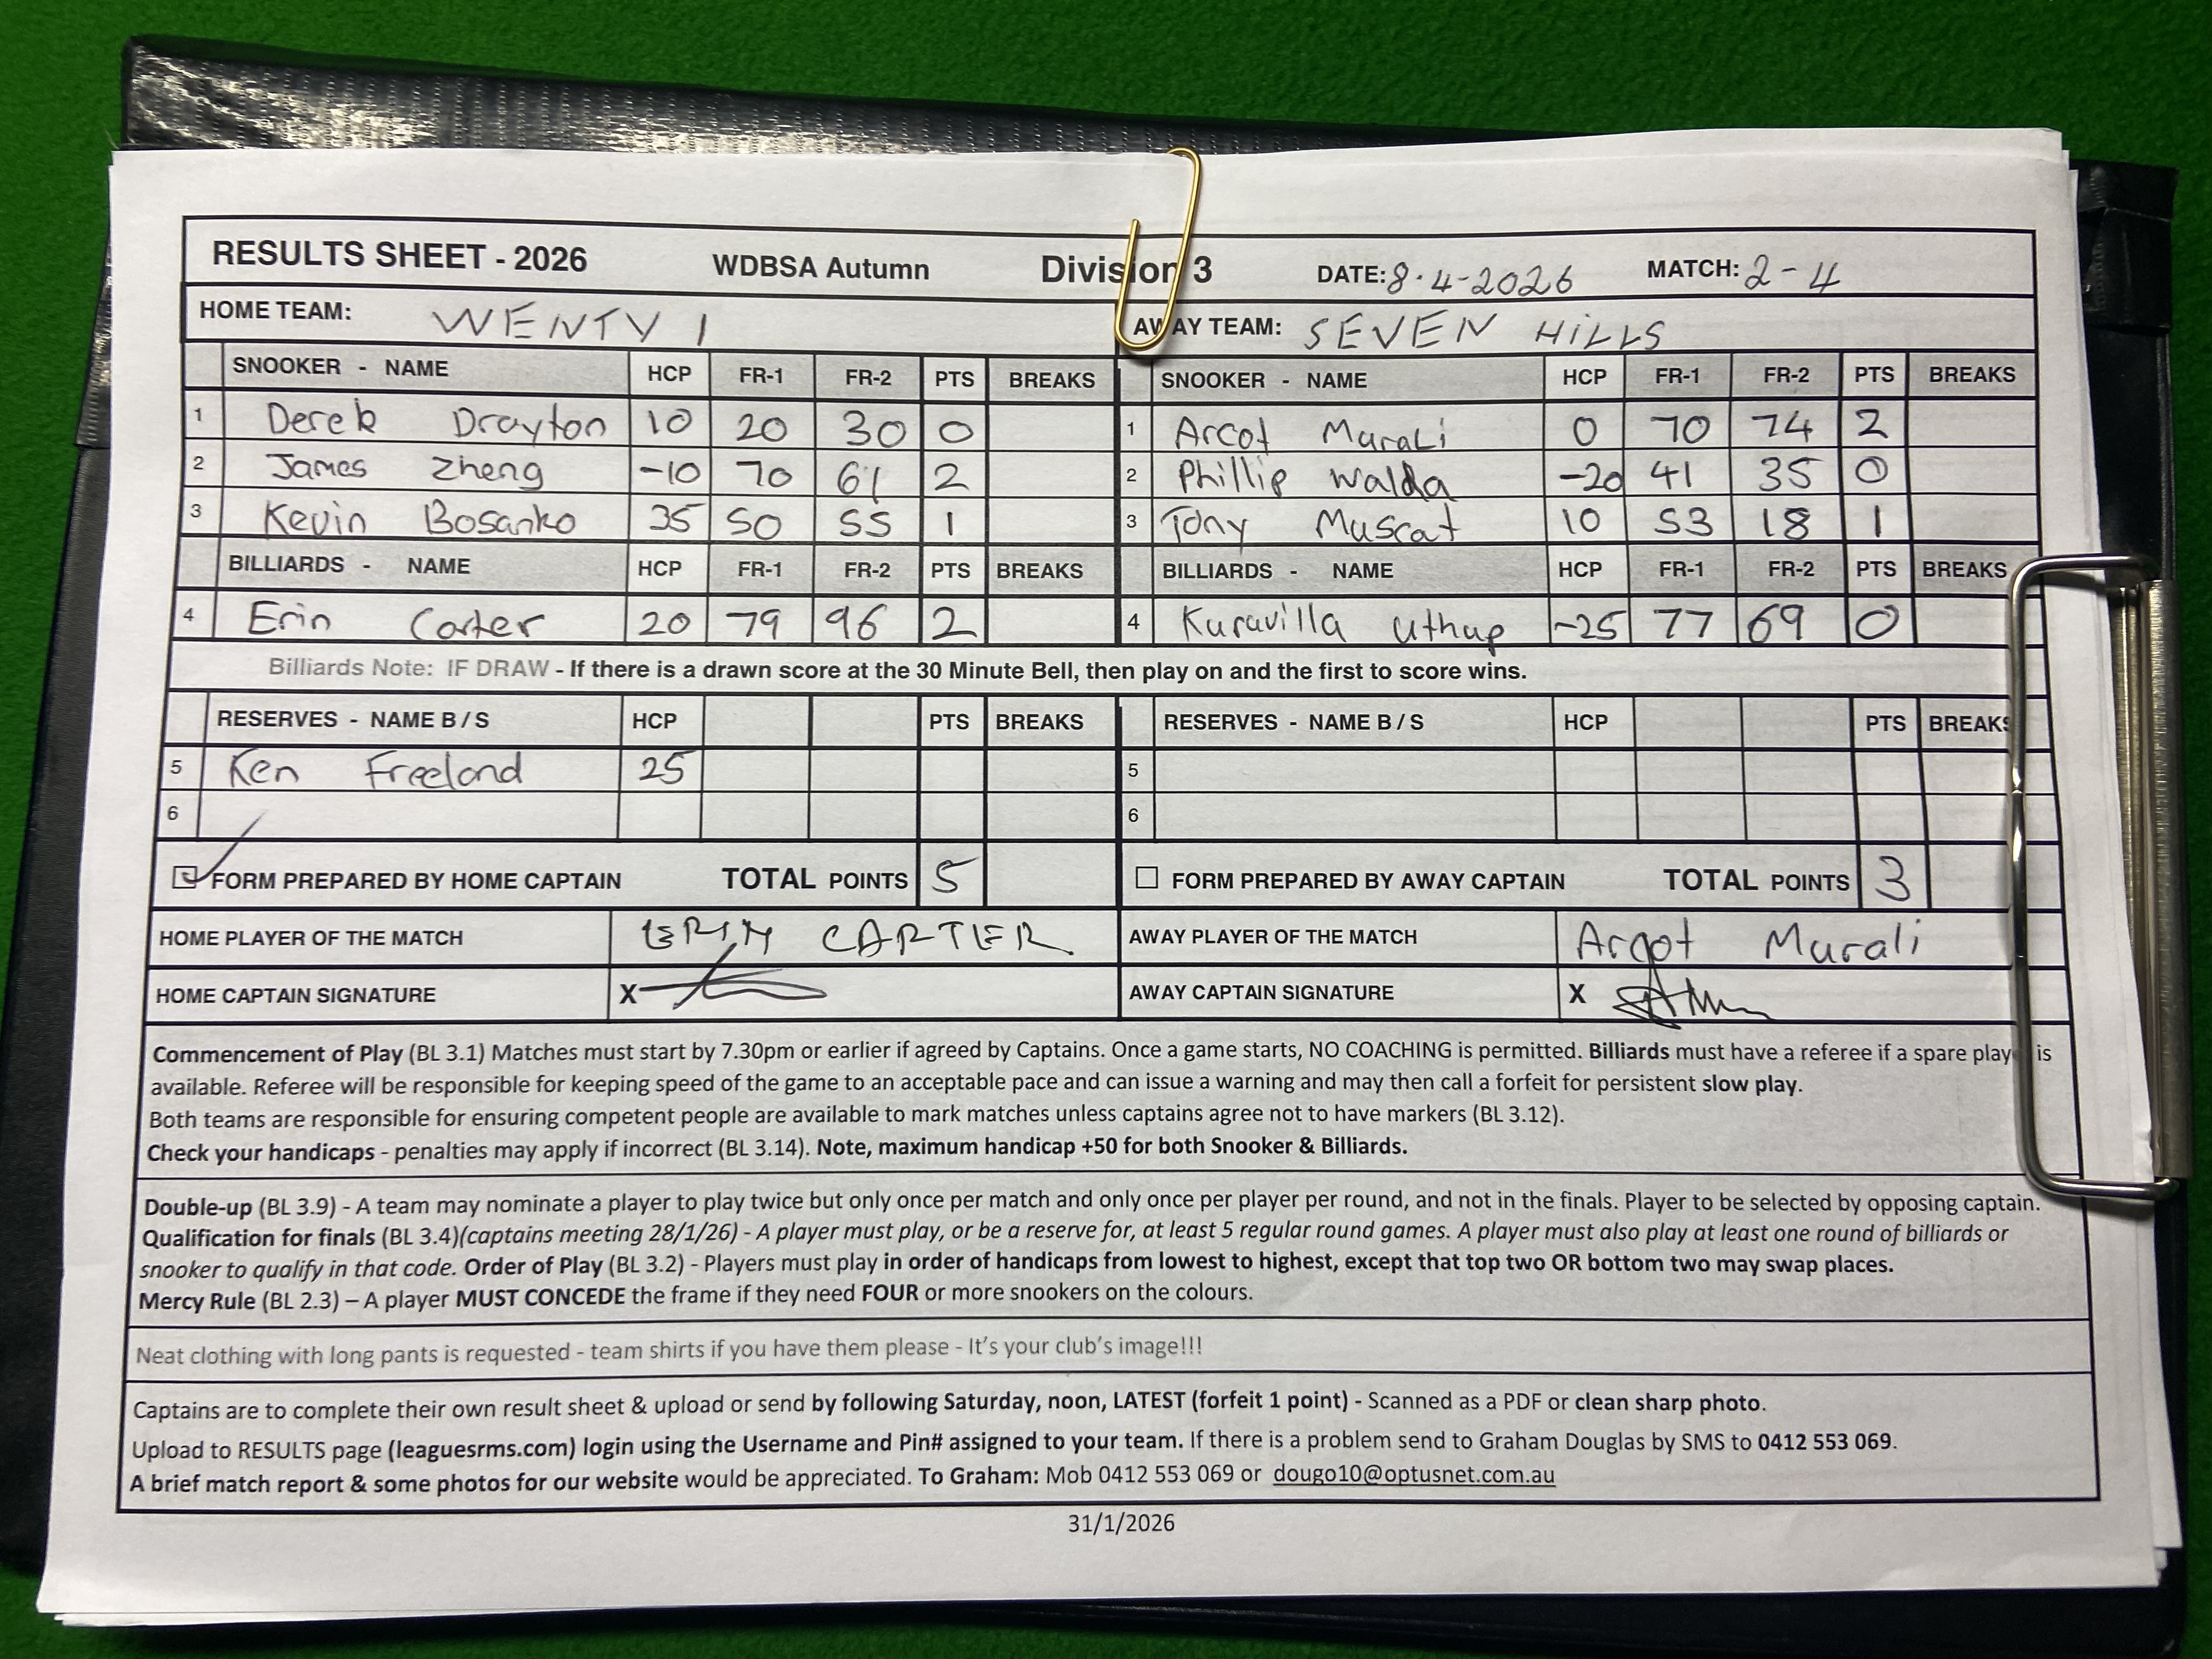 RESULTS SHEET - 2026 WDBSA Autumn Division 3 DATE: 8-4-2026 MATCH: 2-4
HOME TEAM: WENTY 1 AWAY TEAM: SEVEN HILLS
SNOOKER - NAME HCP FR-1 FR-2 PTS BREAKS SNOOKER - NAME HCP FR-1 FR-2 PTS BREAKS
1 Derek Drayton 10 20 30 0 1 Arcot Murali 0 70 74 2
2 James Zheng -10 70 61 2 2 Phillip Walda -20 41 35 0
3 Kevin Bosanko 35 50 55 1 3 Tony Muscat 10 53 18 1
BILLIARDS - NAME HCP FR-1 FR-2 PTS BREAKS BILLIARDS - NAME HCP FR-1 FR-2 PTS BREAKS
4 Erin Carter 20 79 96 2 4 Kuravilla Uthup -25 77 69 0
Billiards Note: IF DRAW - If there is a drawn score at the 30 Minute Bell, then play on and the first to score wins.
RESERVES - NAME B / S HCP PTS BREAKS RESERVES - NAME B / S HCP PTS BREAKS
5 Ken Freeland 25 5
6 6
FORM PREPARED BY HOME CAPTAIN TOTAL POINTS 5 FORM PREPARED BY AWAY CAPTAIN TOTAL POINTS 3
HOME PLAYER OF THE MATCH ERIN CARTER AWAY PLAYER OF THE MATCH Arcot Murali
HOME CAPTAIN SIGNATURE X AWAY CAPTAIN SIGNATURE X
Commencement of Play (BL 3.1) Matches must start by 7.30pm or earlier if agreed by Captains. Once a game starts, NO COACHING is permitted. Billiards must have a referee if a spare player is
available. Referee will be responsible for keeping speed of the game to an acceptable pace and can issue a warning and may then call a forfeit for persistent slow play.
Both teams are responsible for ensuring competent people are available to mark matches unless captains agree not to have markers (BL 3.12).
Check your handicaps - penalties may apply if incorrect (BL 3.14). Note, maximum handicap +50 for both Snooker & Billiards.
Double-up (BL 3.9) - A team may nominate a player to play twice but only once per match and only once per player per round, and not in the finals. Player to be selected by opposing captain.
Qualification for finals (BL 3.4)(captains meeting 28/1/26) - A player must play, or be a reserve for, at least 5 regular round games. A player must also play at least one round of billiards or
snooker to qualify in that code. Order of Play (BL 3.2) - Players must play in order of handicaps from lowest to highest, except that top two OR bottom two may swap places.
Mercy Rule (BL 2.3) – A player MUST CONCEDE the frame if they need FOUR or more snookers on the colours.
Neat clothing with long pants is requested - team shirts if you have them please - It's your club's image!!!
Captains are to complete their own result sheet & upload or send by following Saturday, noon, LATEST (forfeit 1 point) - Scanned as a PDF or clean sharp photo.
Upload to RESULTS page (leaguesrms.com) login using the Username and Pin# assigned to your team. If there is a problem send to Graham Douglas by SMS to 0412 553 069.
A brief match report & some photos for our website would be appreciated. To Graham: Mob 0412 553 069 or dougo10@optusnet.com.au
31/1/2026